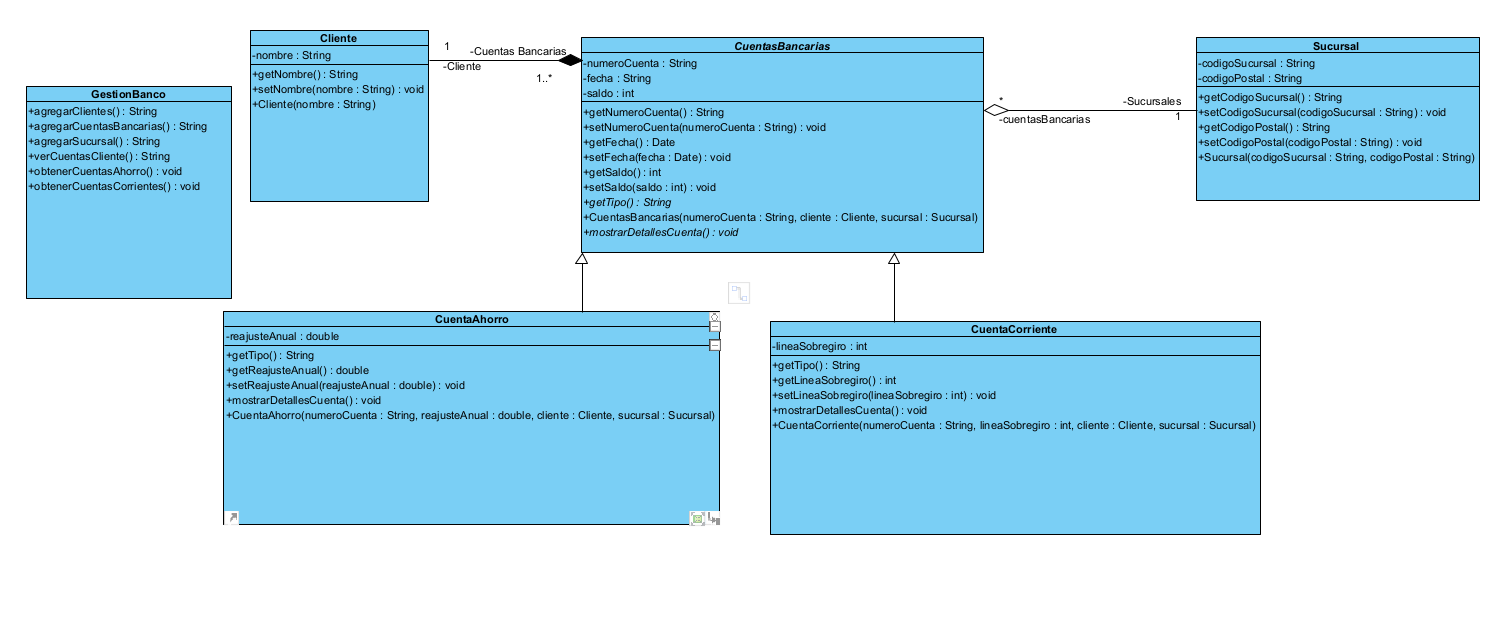 GestionBanco
+agregarClientes() : String
+agregarCuentasBancarias() : String
+agregarSucursal() : String
+verCuentasCliente() : String
+obtenerCuentasAhorro() : void
+obtenerCuentasCorrientes() : void
Cliente
-nombre : String
+getNombre() : String
+setNombre(nombre : String) : void
+Cliente(nombre : String)
1
-Cuentas Bancarias
-Cliente
1..*
CuentasBancarias
-numeroCuenta : String
-fecha : String
-saldo : int
+getNumeroCuenta() : String
+setNumeroCuenta(numeroCuenta : String) : void
+getFecha() : Date
+setFecha(fecha : Date) : void
+getSaldo() : int
+setSaldo(saldo : int) : void
+getTipo() : String
+CuentasBancarias(numeroCuenta : String, cliente : Cliente, sucursal : Sucursal)
+mostrarDetallesCuenta() : void
*
-Sucursales
-cuentasBancarias
1
Sucursal
-codigoSucursal : String
-codigoPostal : String
+getCodigoSucursal() : String
+setCodigoSucursal(codigoSucursal : String) : void
+getCodigoPostal() : String
+setCodigoPostal(codigoPostal : String) : void
+Sucursal(codigoSucursal : String, codigoPostal : String)
CuentaAhorro
-reajusteAnual : double
+getTipo() : String
+getReajusteAnual() : double
+setReajusteAnual(reajusteAnual : double) : void
+mostrarDetallesCuenta() : void
+CuentaAhorro(numeroCuenta : String, reajusteAnual : double, cliente : Cliente, sucursal : Sucursal)
CuentaCorriente
-lineaSobregiro : int
+getTipo() : String
+getLineaSobregiro() : int
+setLineaSobregiro(lineaSobregiro : int) : void
+mostrarDetallesCuenta() : void
+CuentaCorriente(numeroCuenta : String, lineaSobregiro : int, cliente : Cliente, sucursal : Sucursal)